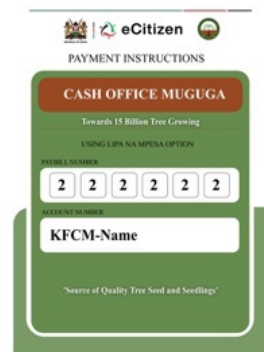 eCitizen
PAYMENT INSTRUCTIONS
CASH OFFICE MUGUGA
Towards 15 Billion Tree Growing
USING LIPA NA MPESA OPTION
PAYBILL NUMBER
2 2 2 2 2 2
ACCOUNT NUMBER
KFCM-Name
'Source of Quality Tree Seed and Seedlings'